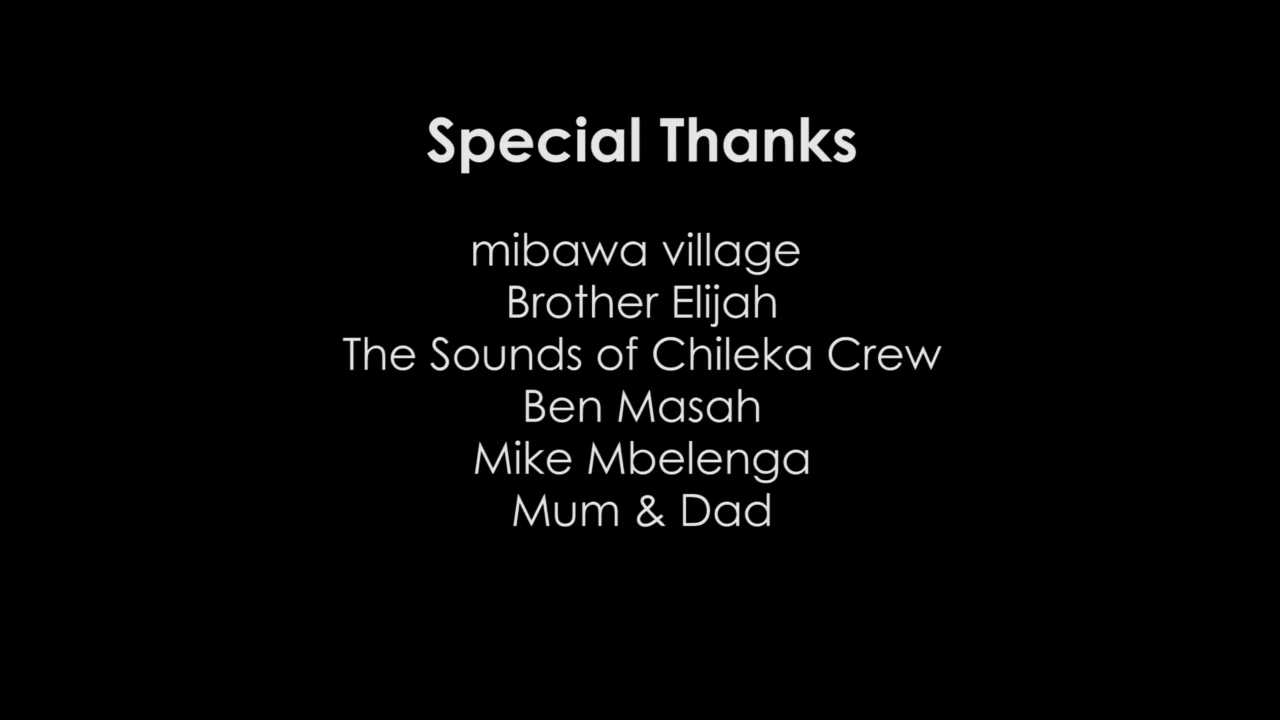 Special Thanks
mibawa village
Brother Elijah
The Sounds of Chileka Crew
Ben Masah
Mike Mbelenga
Mum & Dad